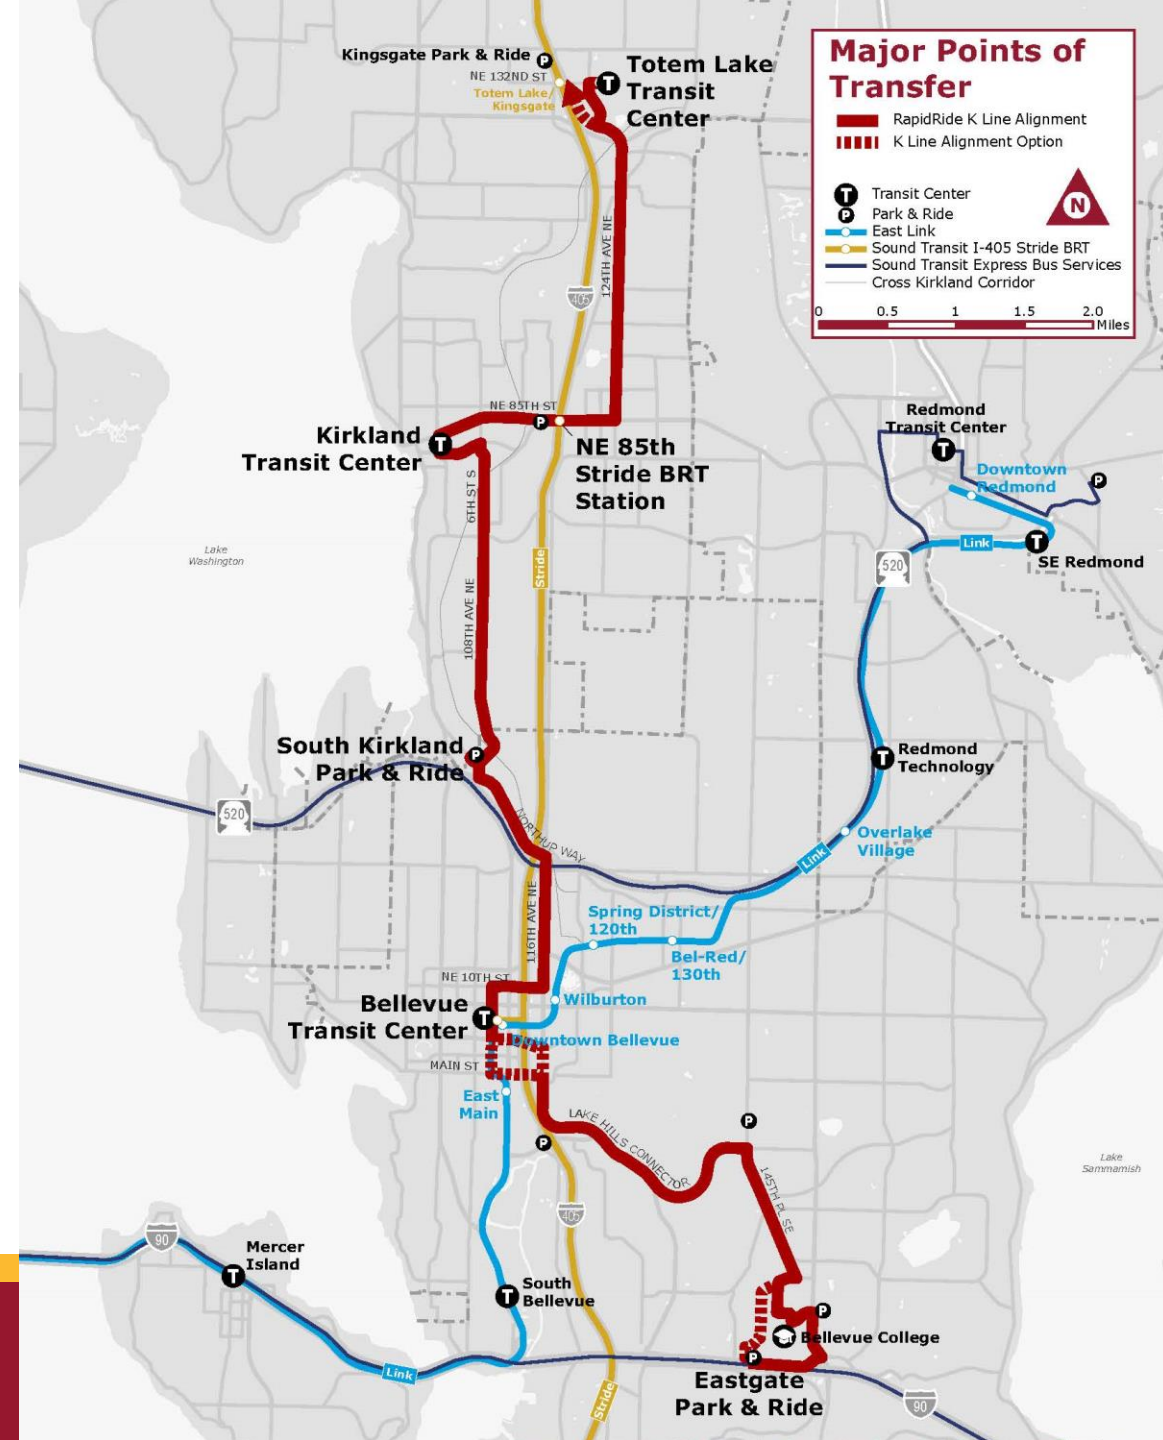 Major Points of
Transfer
RapidRide K Line Alignment
K Line Alignment Option
N
T
Transit Center
P
Park & Ride
East Link
Sound Transit I-405 Stride BRT
Sound Transit Express Bus Services
Cross Kirkland Corridor
0 0.5 1 1.5 2.0
Miles
Kingsgate Park & Ride P
NE 132ND ST
Totem Lake/
Kingsgate
T
Totem Lake
Transit
Center
124TH AVE NE
405
NE 85TH ST
P
Kirkland
Transit Center
T
NE 85th
Stride BRT
Station
6TH ST S
Redmond
Transit Center
T
Downtown
Redmond
P
Link
T
SE Redmond
520
Lake
Washington
Stride
108TH AVE NE
South Kirkland
Park & Ride
P
T
Redmond
Technology
520
NORTHUP WAY
Overlake
Village
Link
116TH AVE NE
Spring District/
120th
Bel-Red/
130th
NE 10TH ST
Wilburton
Bellevue
Transit Center
T
Downtown Bellevue
MAIN ST
East
Main
P
P
LAKE HILLS CONNECTOR
145TH PL SE
Lake
Sammamish
405
90
Mercer
Island
T
T
South
Bellevue
P
Bellevue College
P
Link
Eastgate
Park & Ride
Stride
90